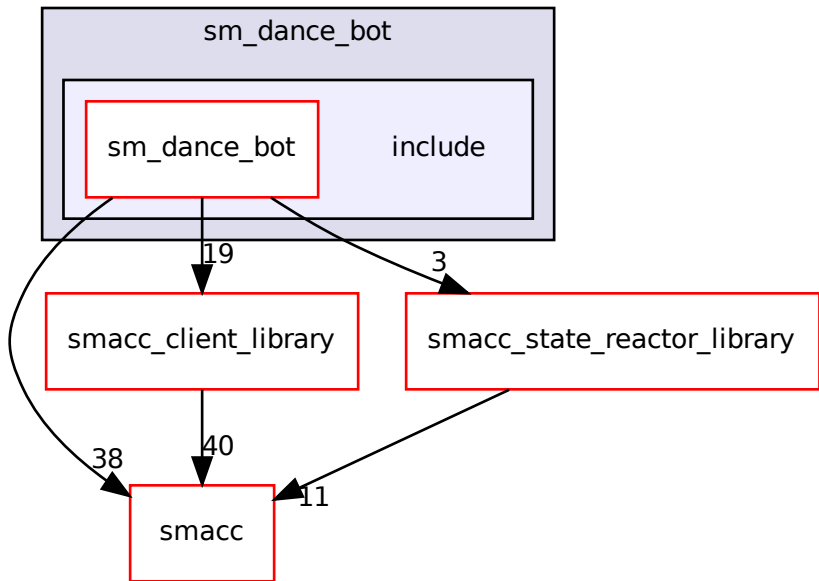 sm_dance_bot
sm_dance_bot
include
19
3
smacc_client_library
smacc_state_reactor_library
38
40
11
smacc